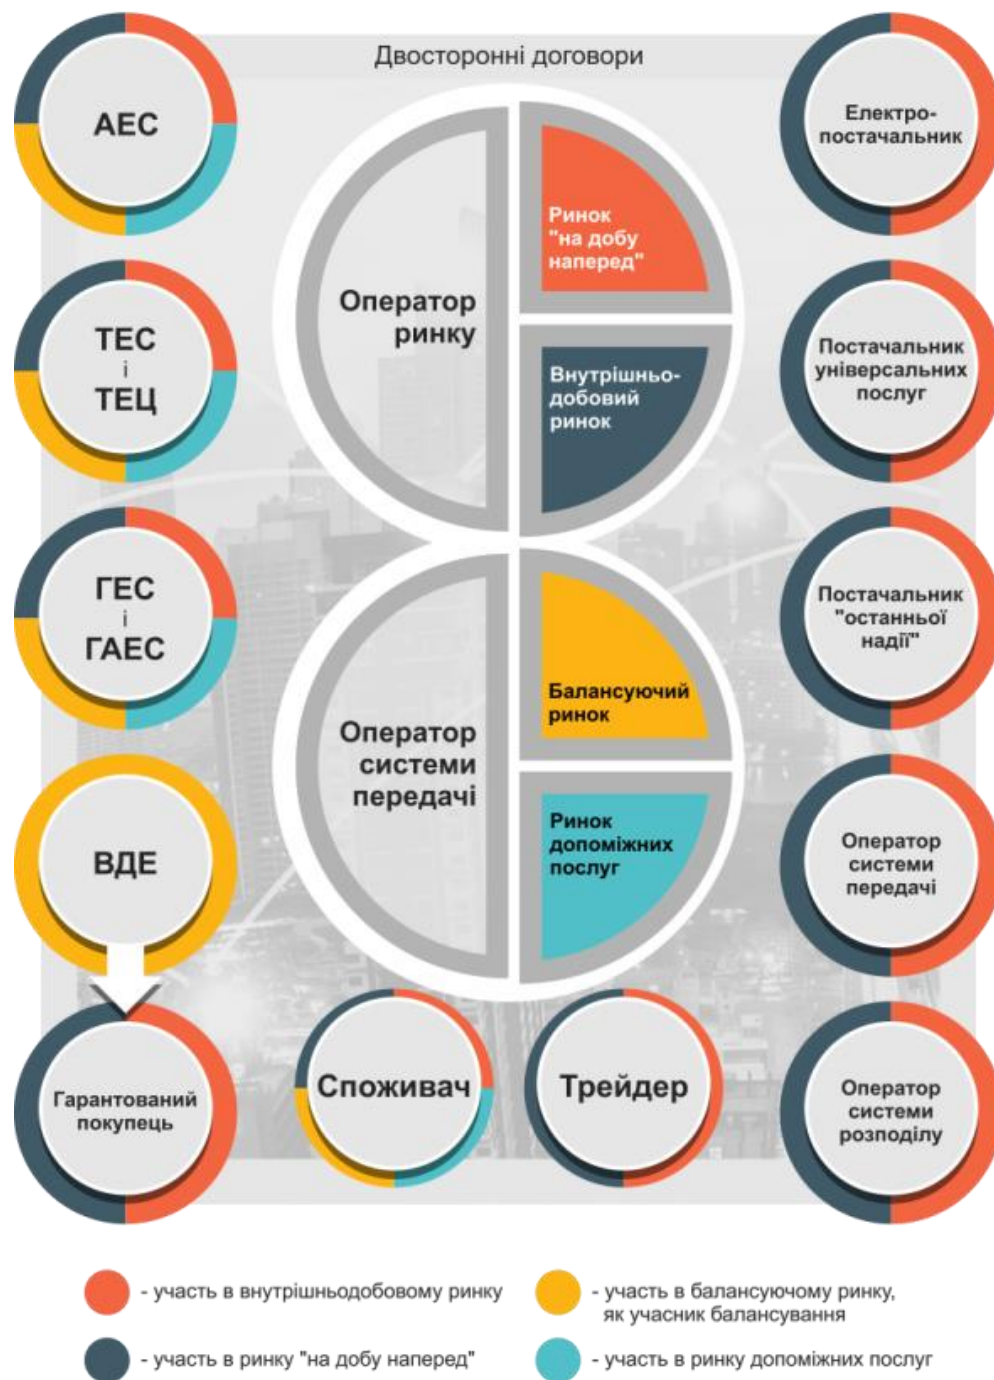 Двосторонні договори
АЕС
Електро-
постачальник
Ринок
"на добу
наперед"
Оператор
ринку
ТЕС
і
ТЕЦ
Внутрішньо-
добовий
ринок
Постачальник
універсальних
послуг
ГЕС
і
ГАЕС
Постачальник
"останньої
надії"
Балансуючий
ринок
Оператор
системи
передачі
ВДЕ
Ринок
допоміжних
послуг
Оператор
системи
передачі
Гарантований
покупець
Споживач
Трейдер
Оператор
системи
розподілу
- участь в внутрішньодобовому ринку
- участь в балансуючому ринку,
як учасник балансування
- участь в ринку "на добу наперед"
- участь в ринку допоміжних послуг